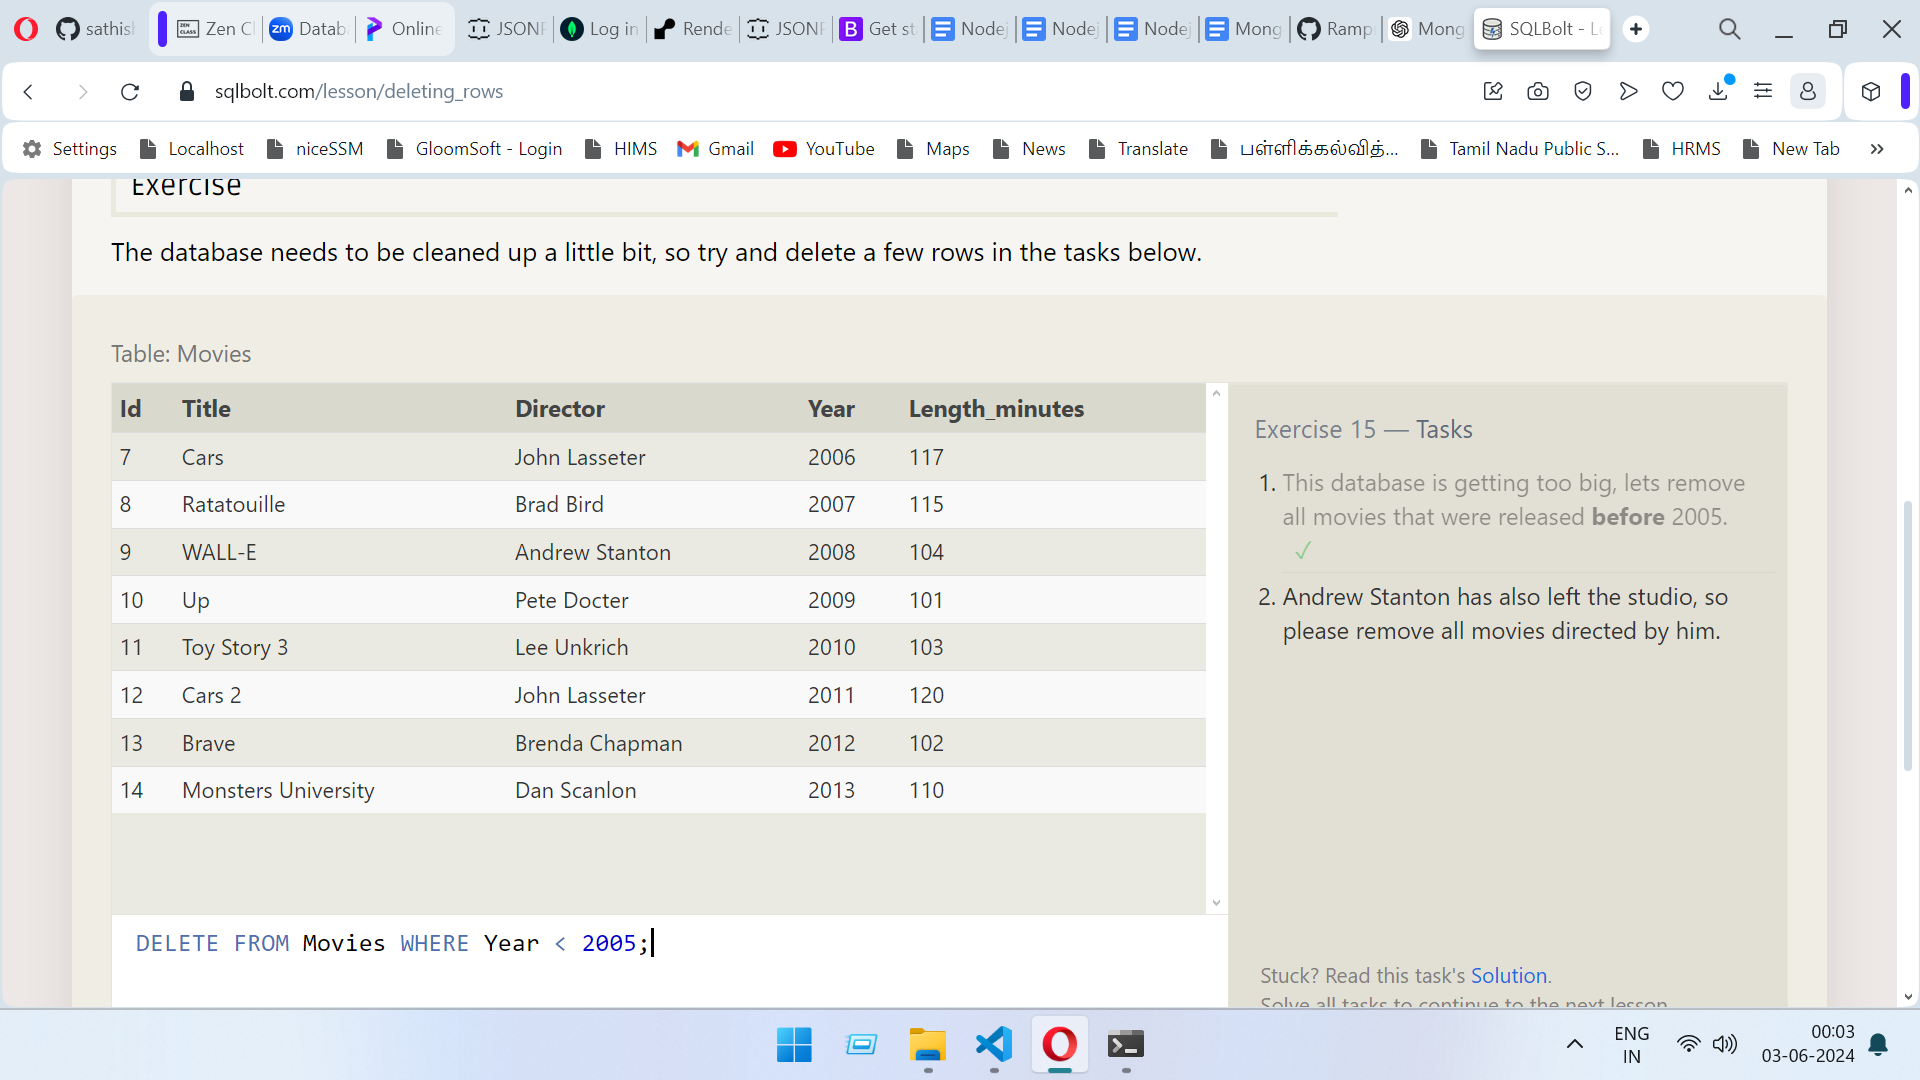 sathish
Zen Cl
zm Datab
Online
JSONP
Log in
Rende
JSONP
B Get st
Nodej
Nodej
Nodej
Mong
Ramp
Mong
SQLBolt - Le
sqlbolt.com/lesson/deleting_rows
Settings
Localhost
niceSSM
GloomSoft - Login
HIMS
Gmail
YouTube
Maps
News
Translate
பள்ளிக்கல்வித்...
Tamil Nadu Public S...
HRMS
New Tab
Exercise
The database needs to be cleaned up a little bit, so try and delete a few rows in the tasks below.
Table: Movies
Id Title Director Year Length_minutes
7 Cars John Lasseter 2006 117
8 Ratatouille Brad Bird 2007 115
9 WALL-E Andrew Stanton 2008 104
10 Up Pete Docter 2009 101
11 Toy Story 3 Lee Unkrich 2010 103
12 Cars 2 John Lasseter 2011 120
13 Brave Brenda Chapman 2012 102
14 Monsters University Dan Scanlon 2013 110
DELETE FROM Movies WHERE Year < 2005;
Exercise 15 — Tasks
1. This database is getting too big, lets remove
all movies that were released before 2005.
✓
2. Andrew Stanton has also left the studio, so
please remove all movies directed by him.
Stuck? Read this task's Solution.
Solve all tasks to continue to the next lesson.
ENG
IN
00:03
03-06-2024